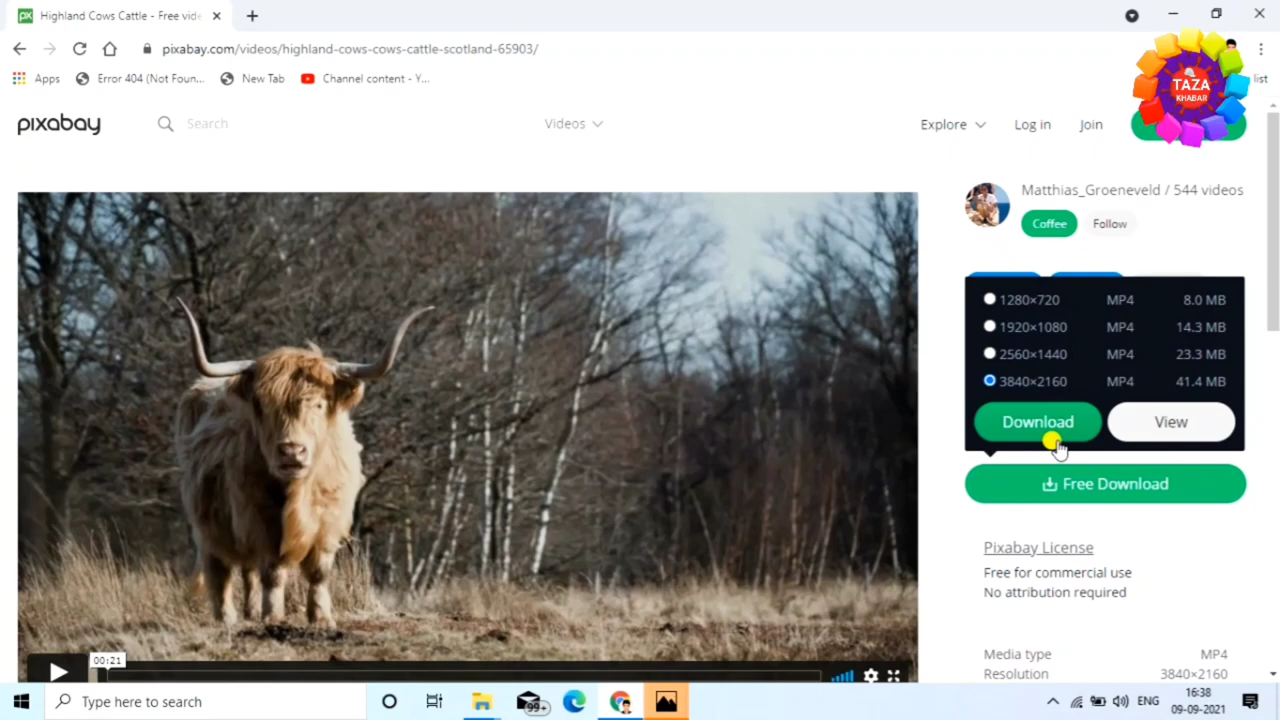 Highland Cows Cattle - Free vide
pixabay.com/videos/highland-cows-cows-cattle-scotland-65903/
Apps
Error 404 (Not Foun...
New Tab
Channel content - Y...
list
TAZA
KHABAR
pixabay
Search
Videos
Explore
Log in
Join
Matthias_Groeneveld / 544 videos
Coffee
Follow
1280×720 MP4 8.0 MB
1920×1080 MP4 14.3 MB
2560×1440 MP4 23.3 MB
3840×2160 MP4 41.4 MB
Download
View
Free Download
Pixabay License
Free for commercial use
No attribution required
Media type MP4
Resolution 3840×2160
00:21
Type here to search
99+
ENG
16:38
09-09-2021